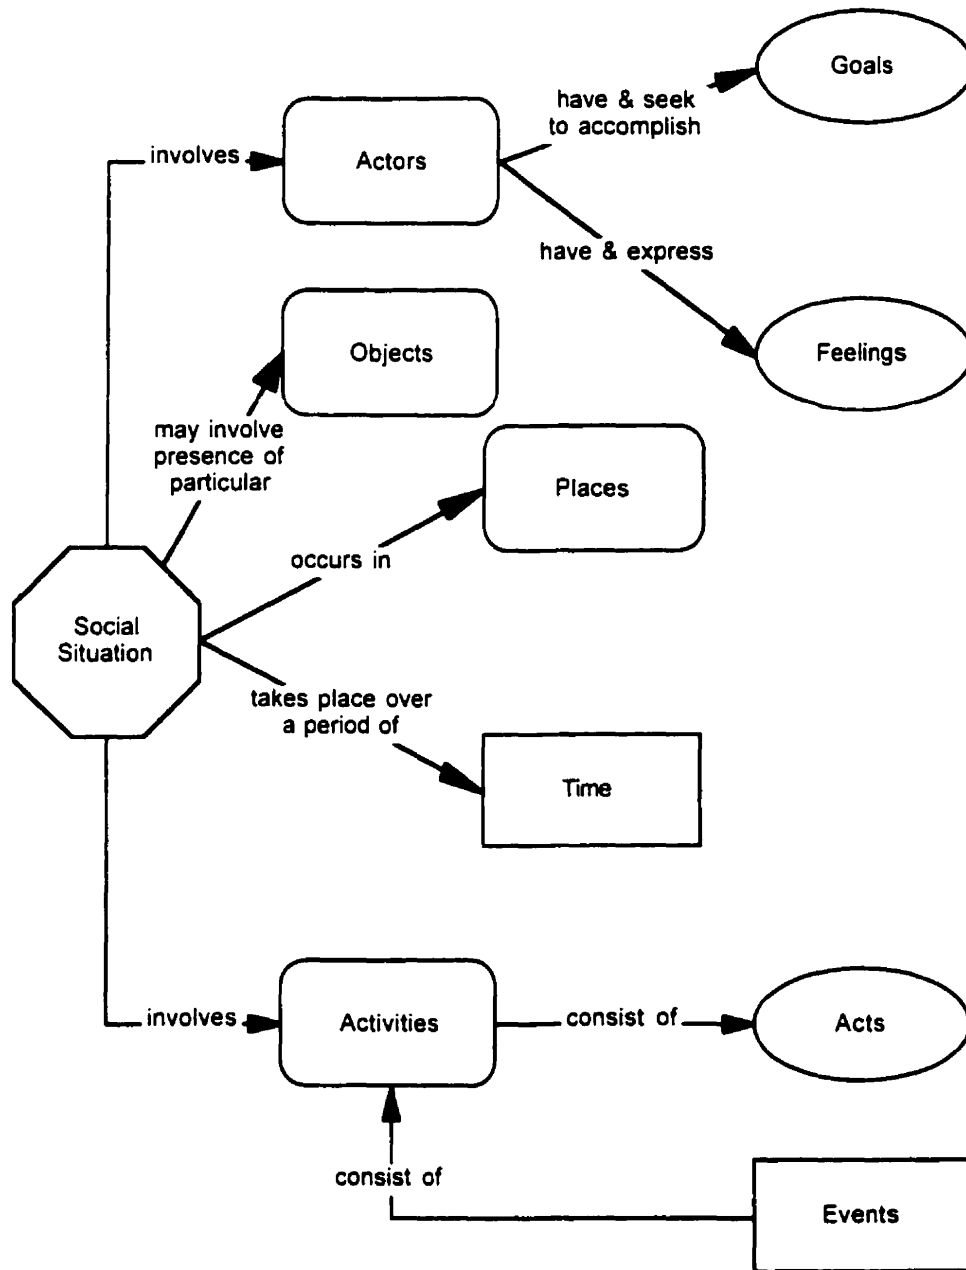 Goals
have & seek
to accomplish
involves
Actors
have & express
Objects
Feelings
may involve
presence of
particular
Places
occurs in
Social
Situation
takes place over
a period of
Time
involves
Activities
consist of
Acts
consist of
Events